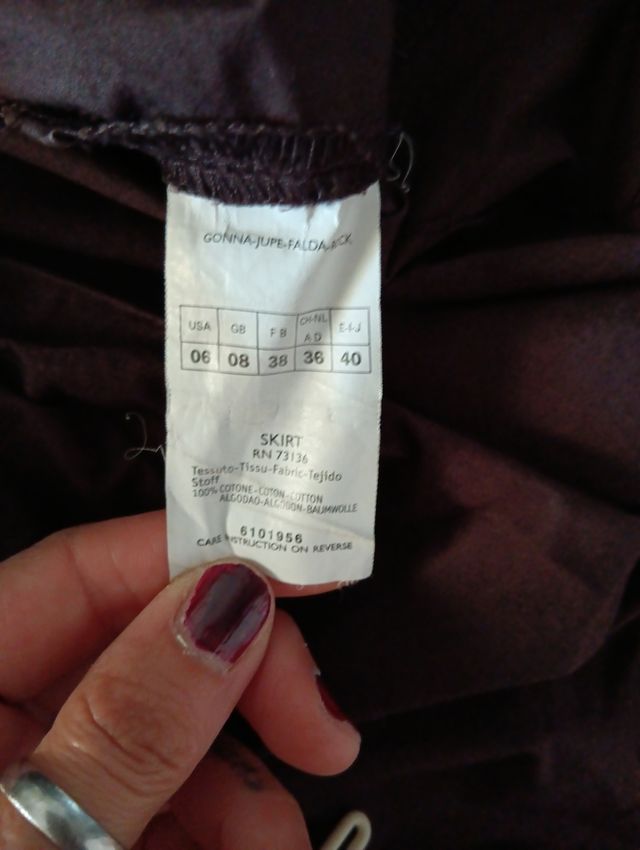 GONNA-JUPE-FALDA-ROCK
USA GB F B CH-NL A D E-I-J
06 08 38 36 40
SKIRT
RN 73136
Tessuto-Tissu-Fabric-Tejido
Stoff
100% COTONE-COTON-COTTON
ALGODAO-ALGODON-BAUMWOLLE
6101956
CARE INSTRUCTION ON REVERSE